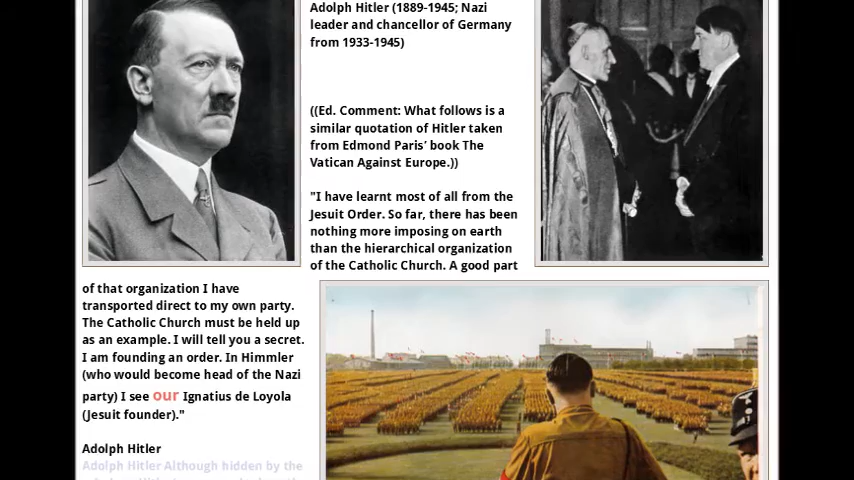 Adolph Hitler (1889-1945; Nazi
leader and chancellor of Germany
from 1933-1945)
((Ed. Comment: What follows is a
similar quotation of Hitler taken
from Edmond Paris’ book The
Vatican Against Europe.))
"I have learnt most of all from the
Jesuit Order. So far, there has been
nothing more imposing on earth
than the hierarchical organization
of the Catholic Church. A good part
of that organization I have
transported direct to my own party.
The Catholic Church must be held up
as an example. I will tell you a secret.
I am founding an order. In Himmler
(who would become head of the Nazi
party) I see our Ignatius de Loyola
(Jesuit founder)."
Adolph Hitler
Adolph Hitler Although hidden by the